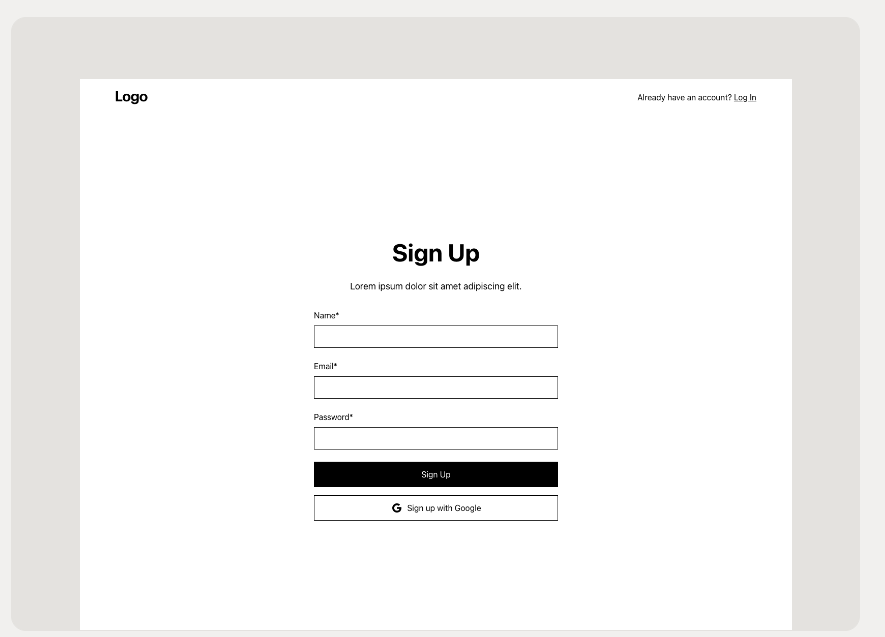 Logo
Already have an account? Log In
Sign Up
Lorem ipsum dolor sit amet adipiscing elit.
Name*
Email*
Password*
Sign Up
Sign up with Google